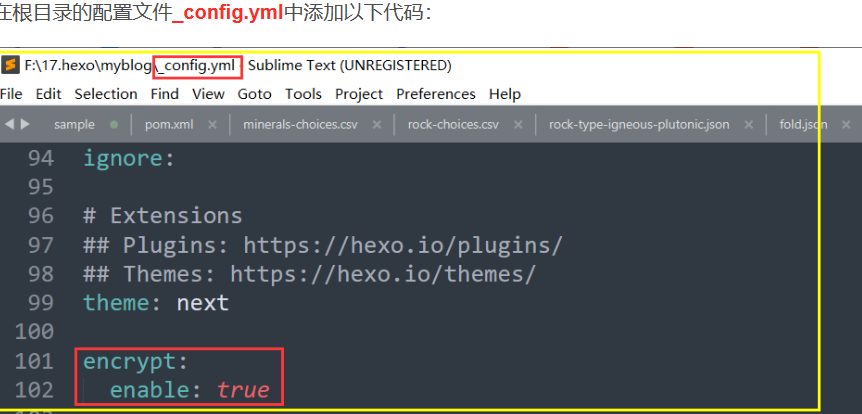 在根目录的配置文件_config.yml中添加以下代码：
F:\17.hexo\myblog\_config.yml - Sublime Text (UNREGISTERED)
File Edit Selection Find View Goto Tools Project Preferences Help
sample pom.xml minerals-choices.csv rock-choices.csv rock-type-igneous-plutonic.json fold.json
94 ignore:
95
96 # Extensions
97 ## Plugins: https://hexo.io/plugins/
98 ## Themes: https://hexo.io/themes/
99 theme: next
100
101 encrypt:
102 enable: true